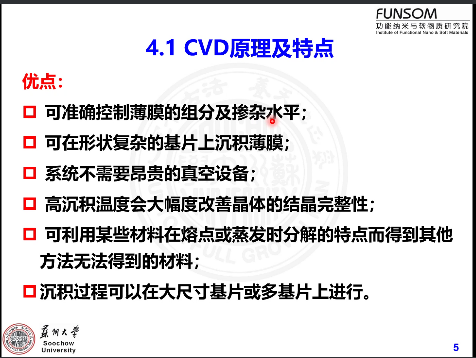 FUNSOM
功能纳米与软物质研究院
Institute of Functional Nano & Soft Materials
4.1 CVD原理及特点
优点：
可准确控制薄膜的组分及掺杂水平；
可在形状复杂的基片上沉积薄膜；
系统不需要昂贵的真空设备；
高沉积温度会大幅度改善晶体的结晶完整性；
可利用某些材料在熔点或蒸发时分解的特点而得到其他
方法无法得到的材料；
沉积过程可以在大尺寸基片或多基片上进行。
蘇州大学
Soochow
University
5